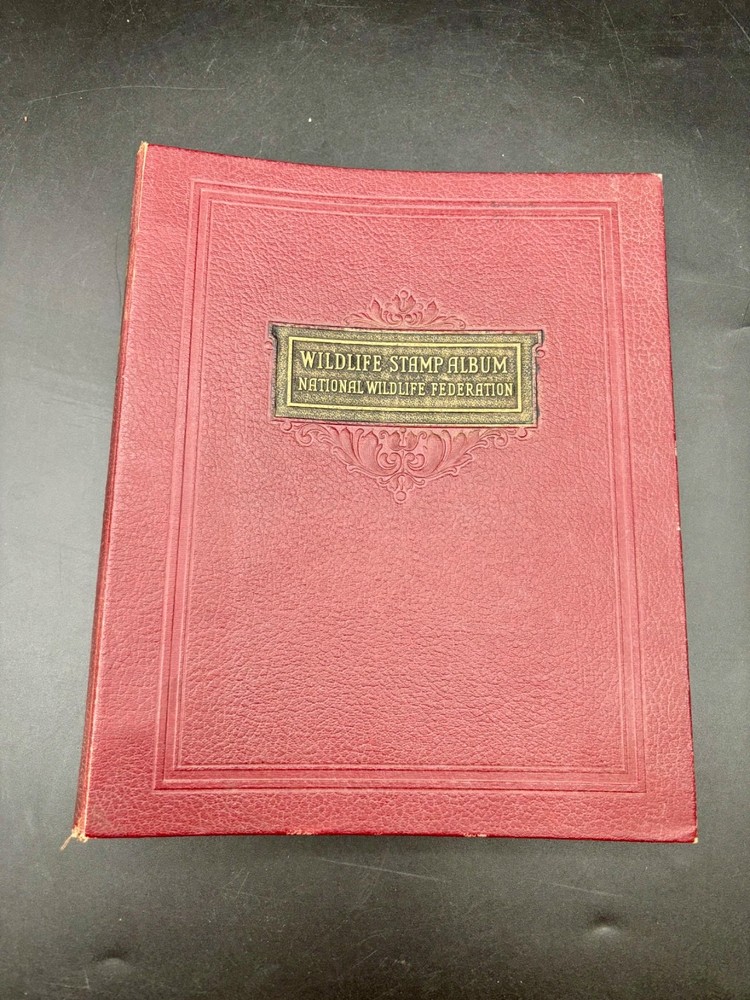 WILDLIFE STAMP ALBUM
NATIONAL WILDLIFE FEDERATION